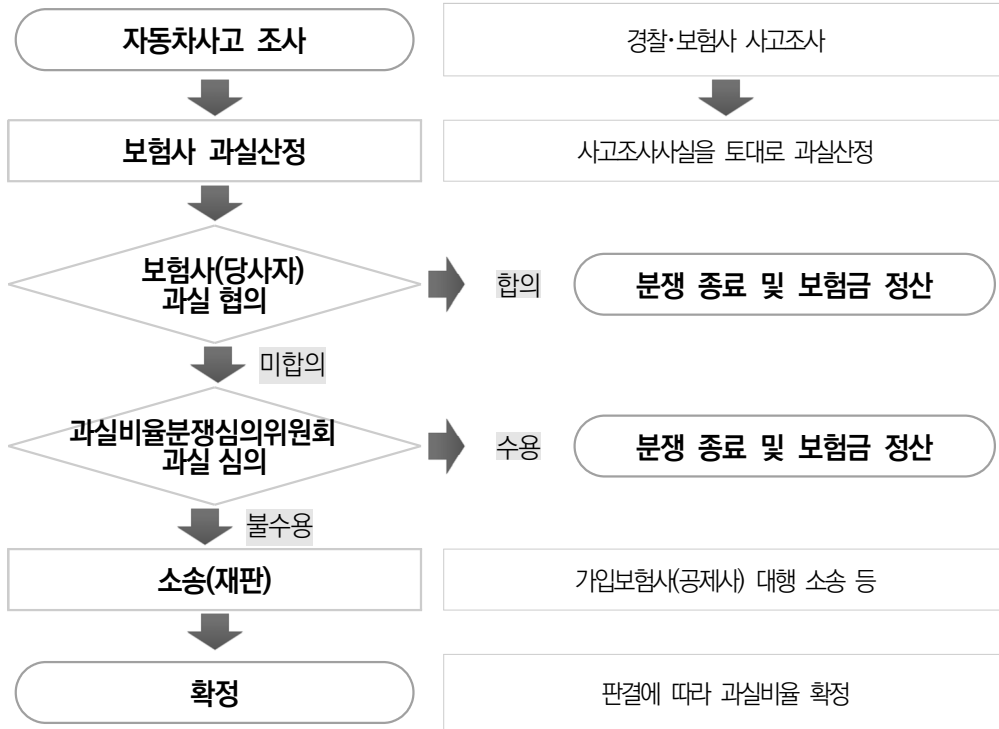 자동차사고 조사
경찰·보험사 사고조사
보험사 과실산정
사고조사사실을 토대로 과실산정
보험사(당사자)
과실 협의
합의
분쟁 종료 및 보험금 정산
미합의
과실비율분쟁심의위원회
과실 심의
수용
분쟁 종료 및 보험금 정산
불수용
소송(재판)
가입보험사(공제사) 대행 소송 등
확정
판결에 따라 과실비율 확정